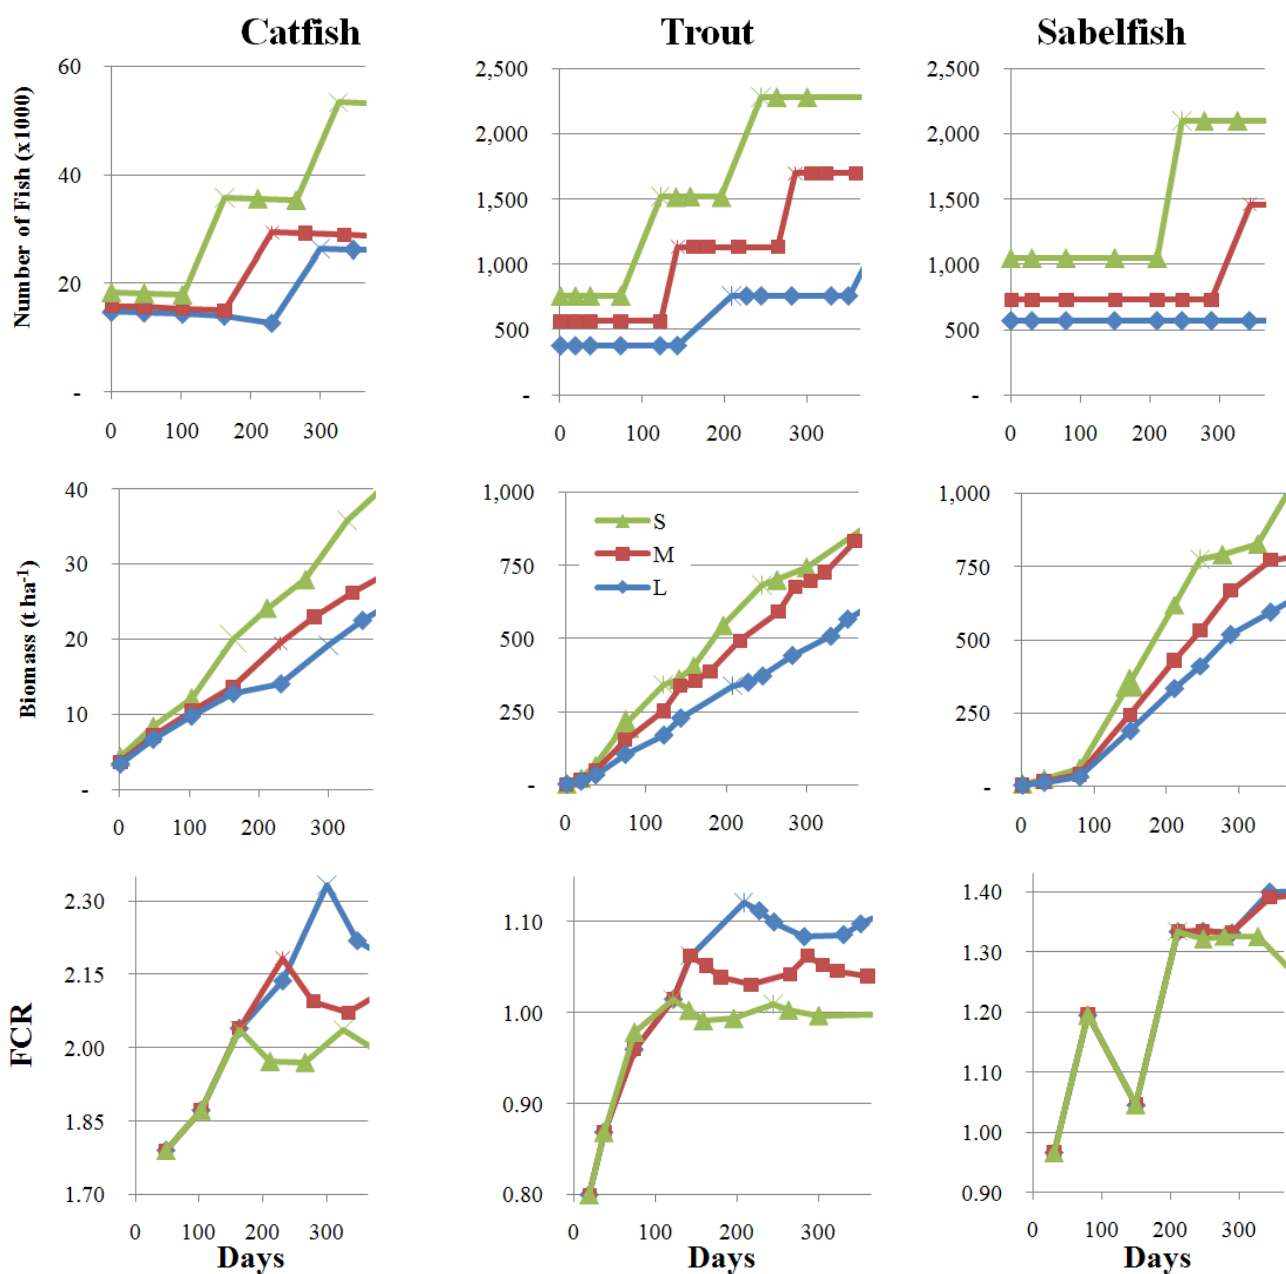 Catfish
Trout
Sabelfish
Number of Fish (x1000)
60
40
20
-
0 100 200 300
2,500
2,000
1,500
1,000
500
-
0 100 200 300
2,500
2,000
1,500
1,000
500
-
0 100 200 300
Biomass (t ha-1)
40
30
20
10
-
0 100 200 300
1,000
750
500
250
-
S
M
L
0 100 200 300
1,000
750
500
250
-
0 100 200 300
FCR
2.30
2.15
2.00
1.85
1.70
0 100 200 300
Days
1.10
1.00
0.90
0.80
0 100 200 300
Days
1.40
1.30
1.20
1.10
1.00
0.90
0 100 200 300
Days